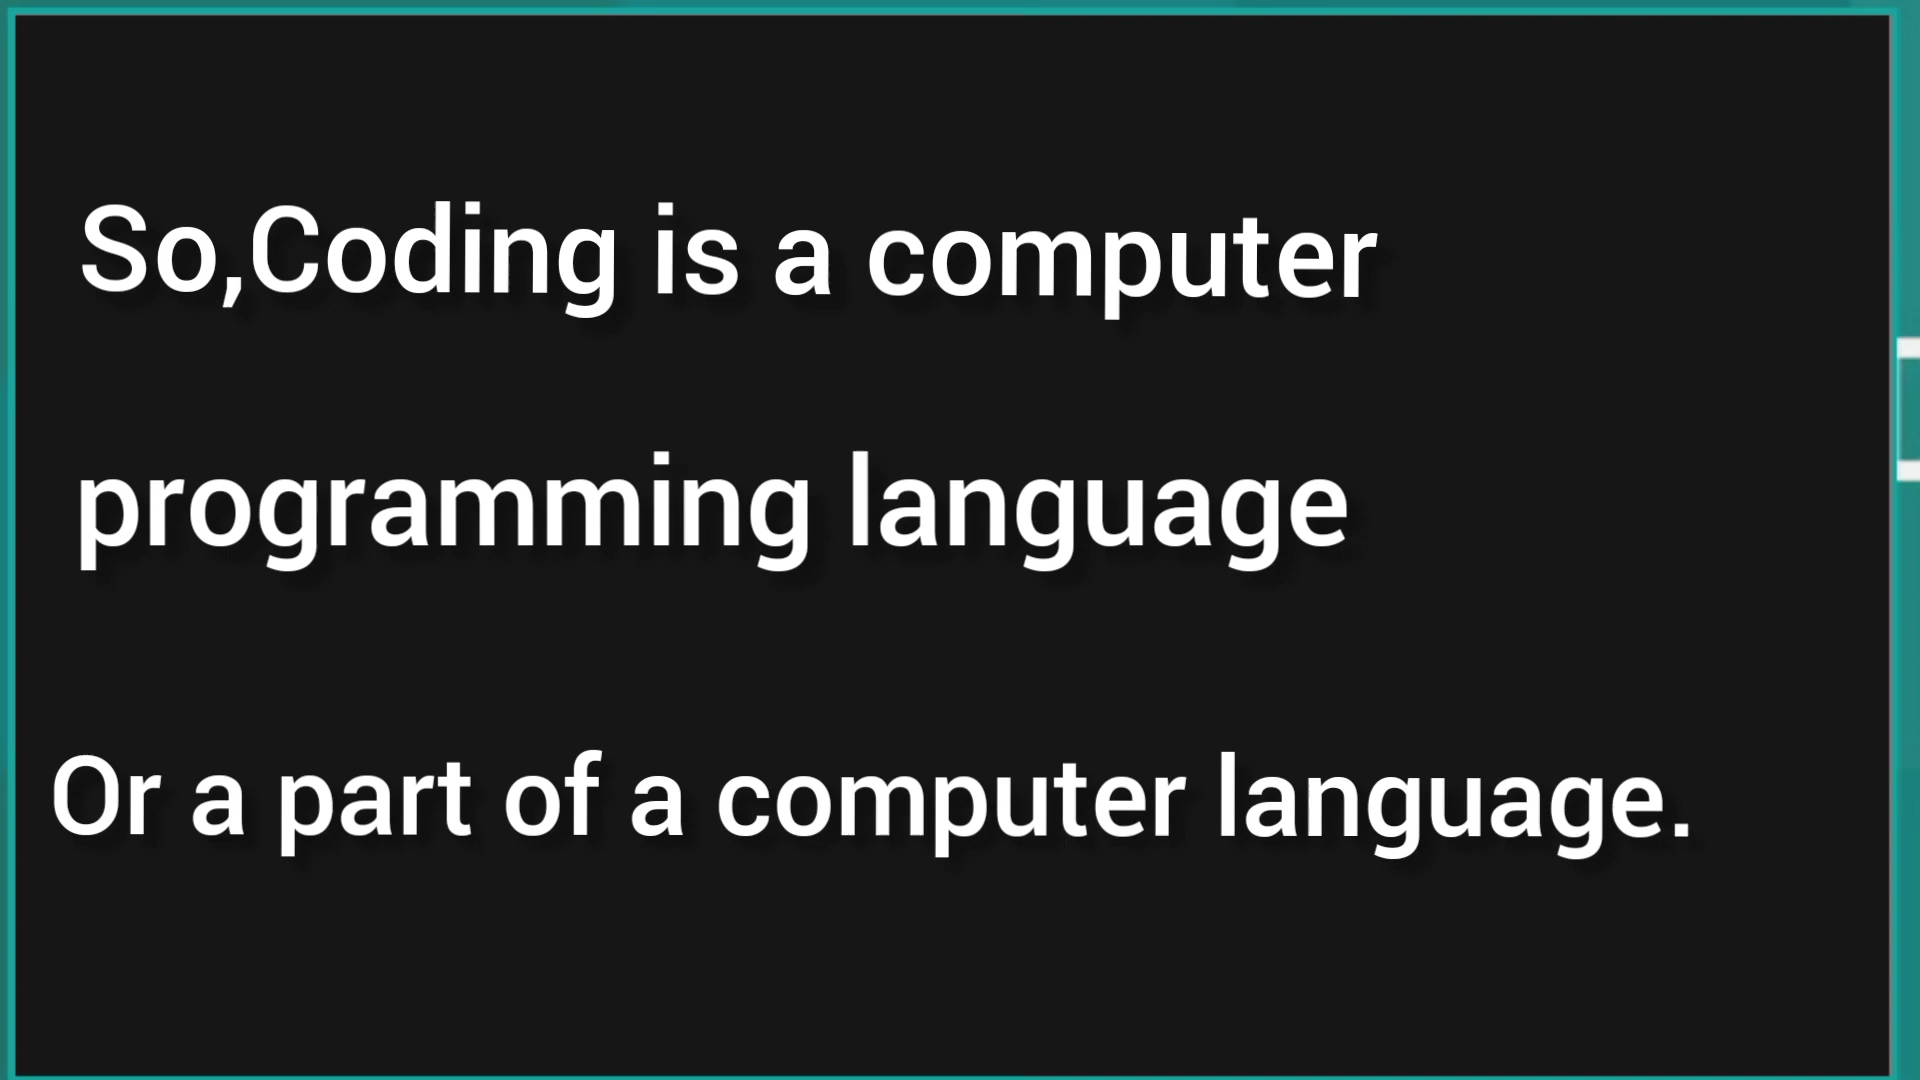 So,Coding is a computer
programming language
Or a part of a computer language.